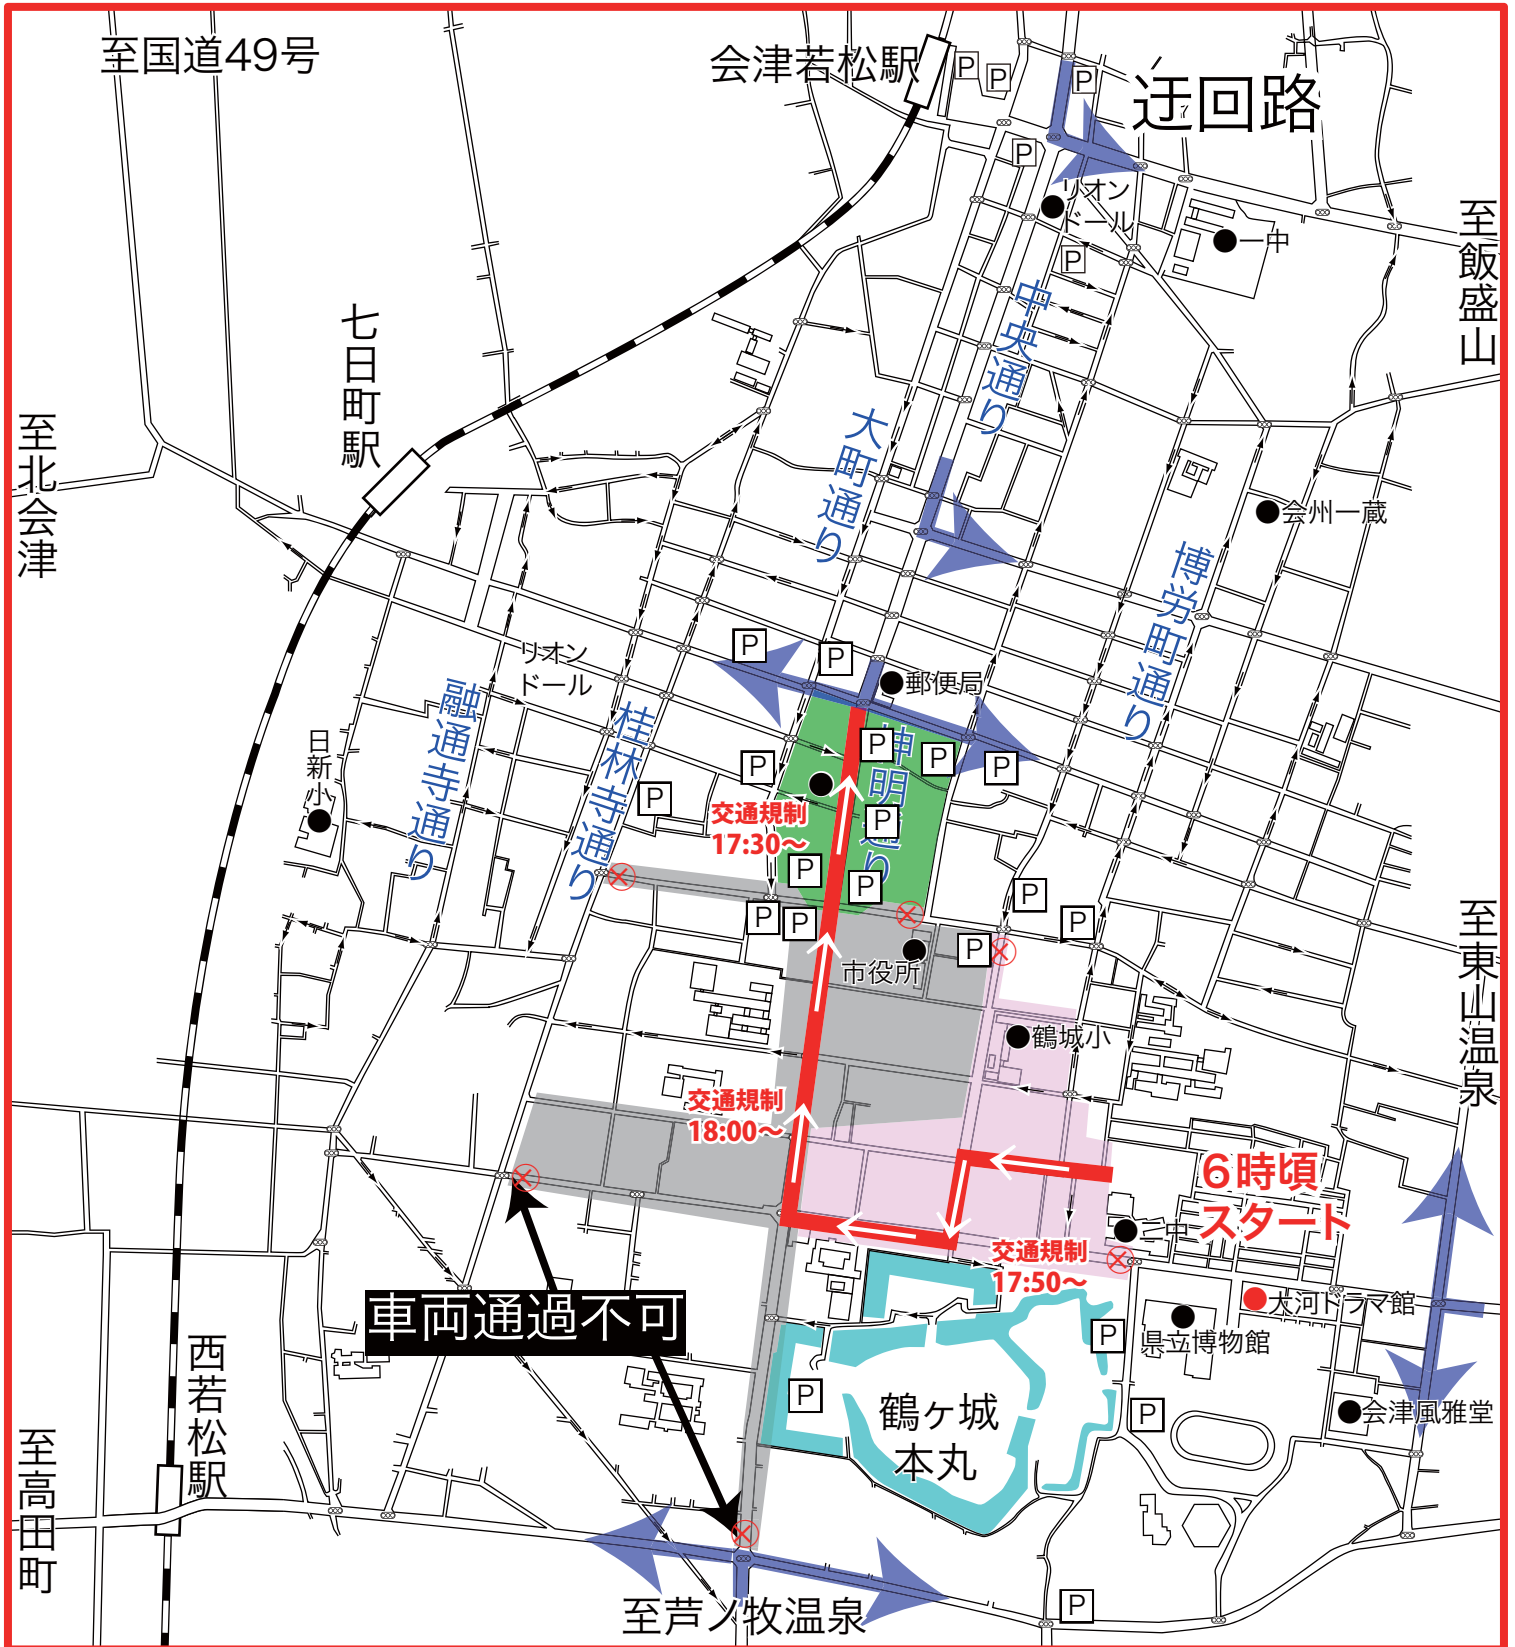 至国道49号
会津若松駅
P
P
P
迂回路
P
リオン
ドール
一中
P
至飯盛山
七日町駅
中央通り
大町通り
至北会津
会州一蔵
博労町通り
P
P
リオン
ドール
郵便局
融通寺通り
桂林寺通り
日新小
P
神明通り
P
P
P
P
交通規制
17:30〜
P
P
P
P
P
P
P
P
市役所
至東山温泉
鶴城小
交通規制
18:00〜
6時頃
スタート
一中
交通規制
17:50〜
大河ドラマ館
車両通過不可
県立博物館
P
西若松駅
P
鶴ヶ城
本丸
P
会津風雅堂
至高田町
至芦ノ牧温泉
P